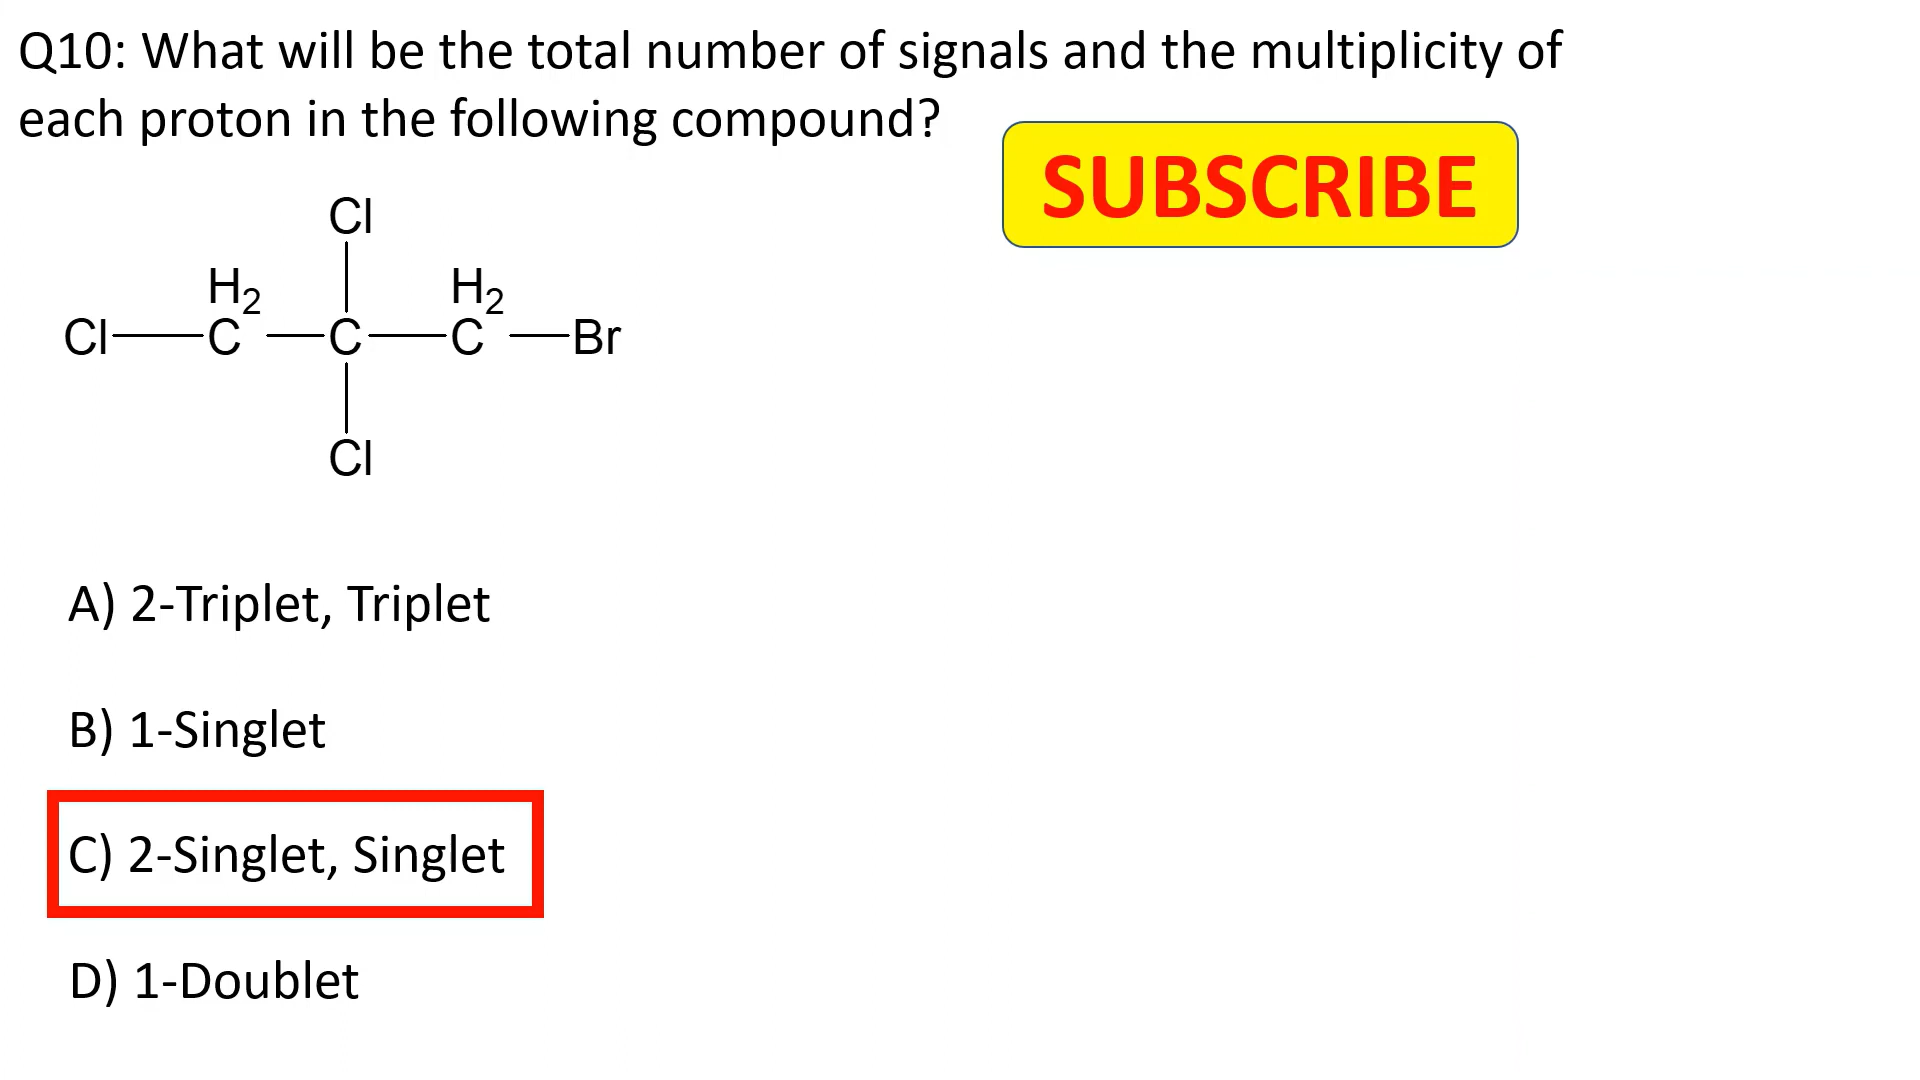 Q10: What will be the total number of signals and the multiplicity of
each proton in the following compound?
SUBSCRIBE
Cl
H₂ H₂
Cl C C C Br
Cl
A) 2-Triplet, Triplet
B) 1-Singlet
C) 2-Singlet, Singlet
D) 1-Doublet